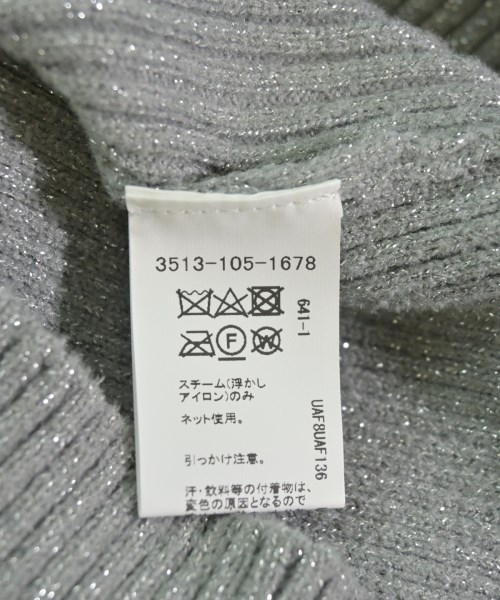 3513-105-1678
641-1
F W
スチーム(浮かし
アイロン)のみ
ネット使用。
UAF8UAF136
引っかけ注意。
汗・飲料等の付着物は、
変色の原因となるので